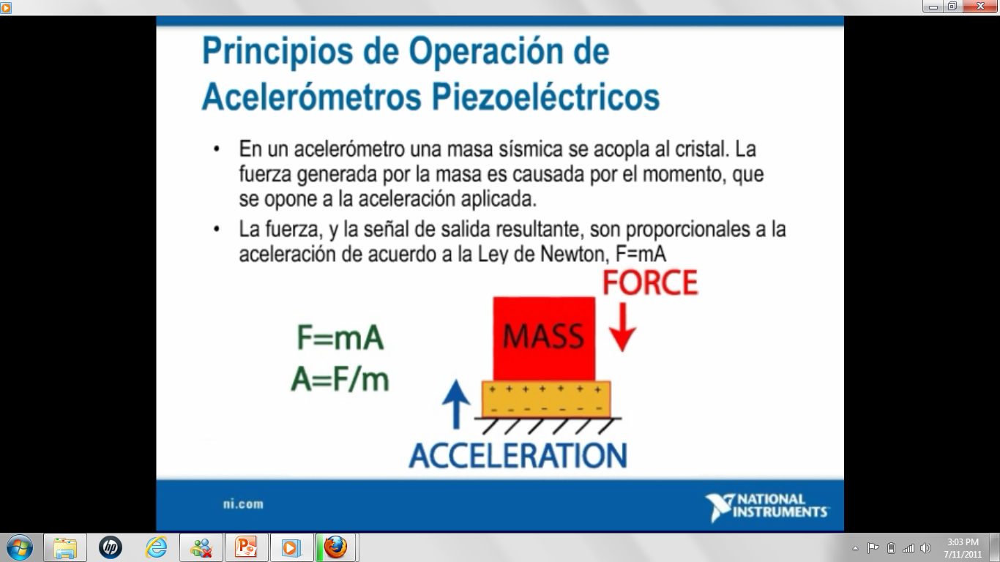 Principios de Operación de
Acelerómetros Piezoeléctricos
• En un acelerómetro una masa sísmica se acopla al cristal. La
fuerza generada por la masa es causada por el momento, que
se opone a la aceleración aplicada.
• La fuerza, y la señal de salida resultante, son proporcionales a la
aceleración de acuerdo a la Ley de Newton, F=mA
FORCE
F=mA
A=F/m
MASS
+ + + + + + +
– – – – – – –
ACCELERATION
ni.com
NATIONAL
INSTRUMENTS
hp
3:03 PM
7/11/2011